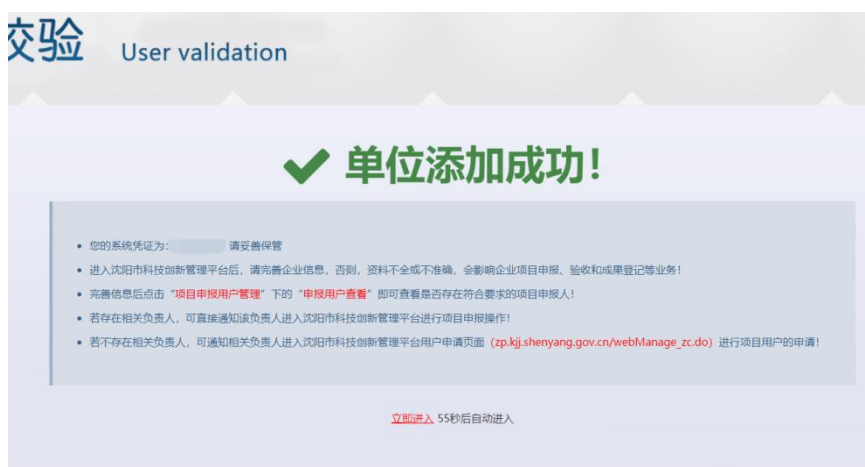 校验 User validation
单位添加成功！
您的系统凭证为： 请妥善保管
进入沈阳市科技创新管理平台后，请完善企业信息，否则，资料不全或不准确，会影响企业项目申报、验收和成果登记等业务！
完善信息后点击“项目申报用户管理”下的“申报用户查看”即可查看是否存在符合要求的项目申报人！
若存在相关负责人，可直接通知该负责人进入沈阳市科技创新管理平台进行项目申报操作！
若不存在相关负责人，可通知相关负责人进入沈阳市科技创新管理平台用户申请页面（zp.kjj.shenyang.gov.cn/webManage_zc.do）进行项目用户的申请！
立即进入 55秒后自动进入